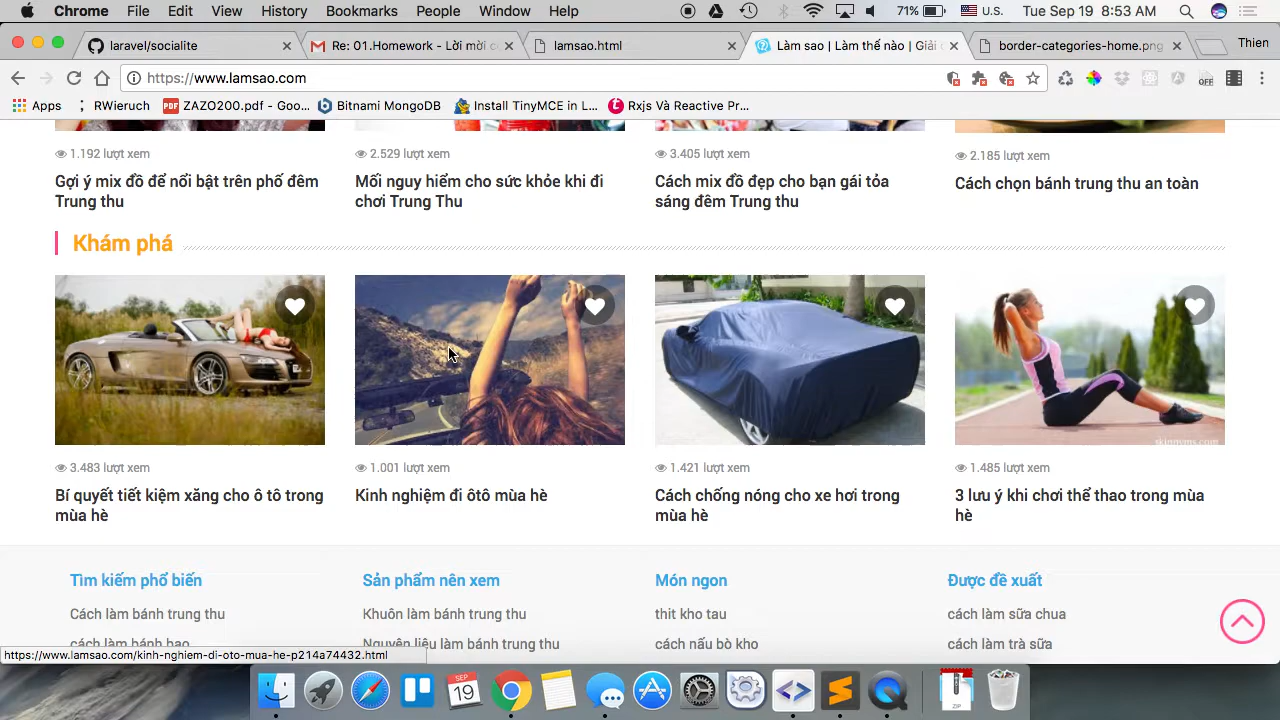 Chrome File Edit View History Bookmarks People Window Help 71% U.S. Tue Sep 19 8:53 AM
laravel/socialite Re: 01.Homework - Lời mời c lamsao.html Làm sao | Làm thế nào | Giải border-categories-home.png Thien
https://www.lamsao.com
Apps RWieruch ZAZO200.pdf - Goo... Bitnami MongoDB Install TinyMCE in L... Rxjs Và Reactive Pr...
1.192 lượt xem 2.529 lượt xem 3.405 lượt xem 2.185 lượt xem
Gợi ý mix đồ để nổi bật trên phố đêm Mối nguy hiểm cho sức khỏe khi đi Cách mix đồ đẹp cho bạn gái tỏa Cách chọn bánh trung thu an toàn
Trung thu chơi Trung Thu sáng đêm Trung thu
Khám phá
skinnyms.com
3.483 lượt xem 1.001 lượt xem 1.421 lượt xem 1.485 lượt xem
Bí quyết tiết kiệm xăng cho ô tô trong Kinh nghiệm đi ôtô mùa hè Cách chống nóng cho xe hơi trong 3 lưu ý khi chơi thể thao trong mùa
mùa hè mùa hè hè
Tìm kiếm phổ biến Sản phẩm nên xem Món ngon Được đề xuất
Cách làm bánh trung thu Khuôn làm bánh trung thu thit kho tau cách làm sữa chua
cách làm bánh bao Nguyên liệu làm bánh trung thu cách nấu bò kho cách làm trà sữa
https://www.lamsao.com/kinh-nghiem-di-oto-mua-he-p214a74432.html
SEP
19
ZIP